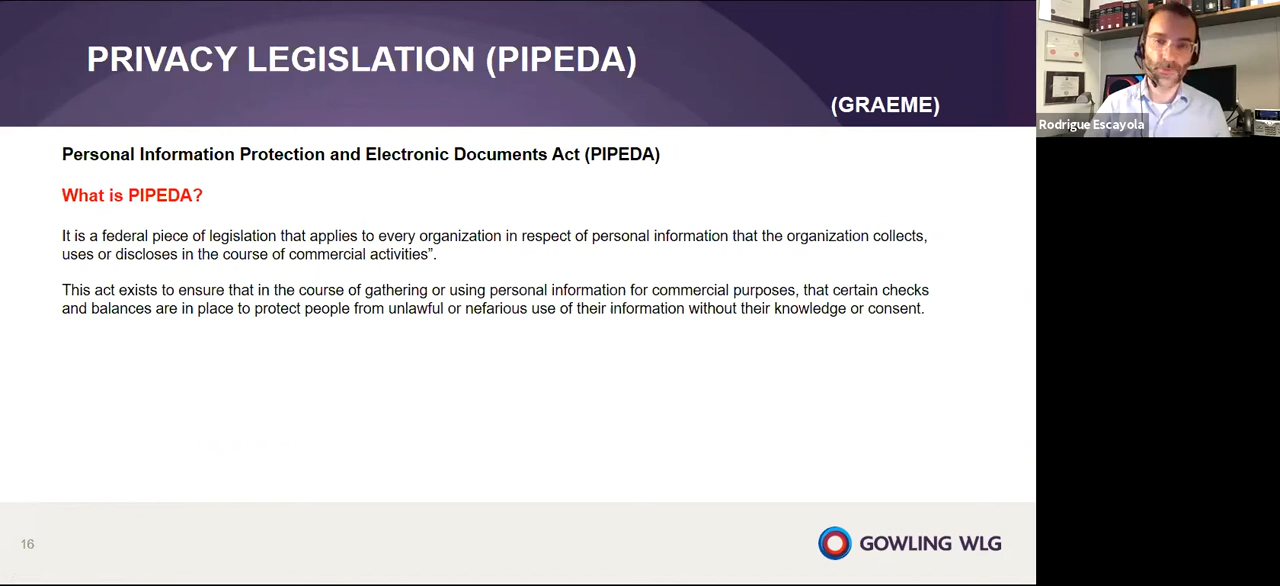 PRIVACY LEGISLATION (PIPEDA)
(GRAEME)
Personal Information Protection and Electronic Documents Act (PIPEDA)
What is PIPEDA?
It is a federal piece of legislation that applies to every organization in respect of personal information that the organization collects,
uses or discloses in the course of commercial activities”.
This act exists to ensure that in the course of gathering or using personal information for commercial purposes, that certain checks
and balances are in place to protect people from unlawful or nefarious use of their information without their knowledge or consent.
16
GOWLING WLG
Rodrigue Escayola